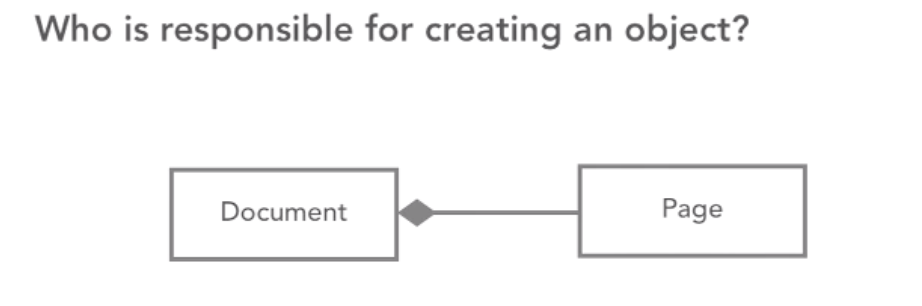 Who is responsible for creating an object?
Document
Page